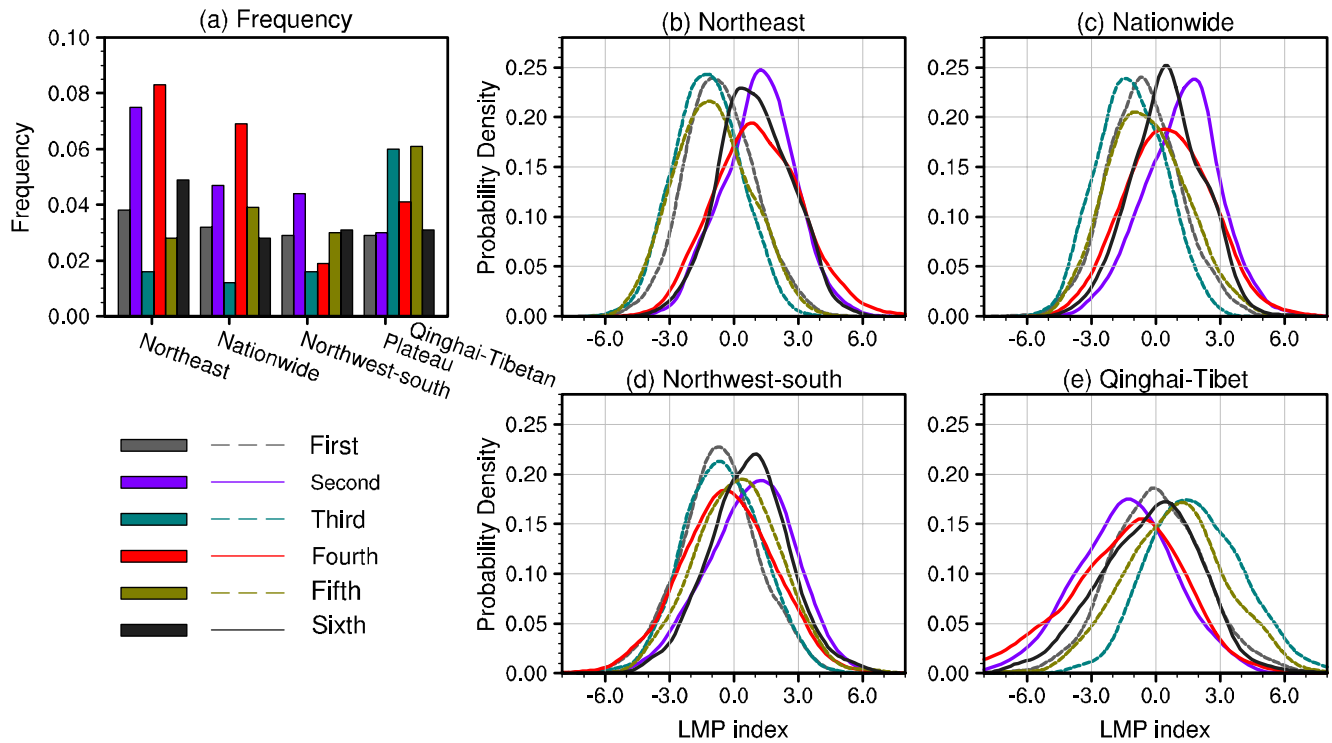 (a) Frequency
Frequency
0.10
0.08
0.06
0.04
0.02
0.00
Northeast
Nationwide
Northwest-south
Qinghai-Tibetan
Plateau
First
Second
Third
Fourth
Fifth
Sixth
(b) Northeast
Probability Density
0.25
0.20
0.15
0.10
0.05
0.00
-6.0 -3.0 0.0 3.0 6.0
(c) Nationwide
0.25
0.20
0.15
0.10
0.05
0.00
-6.0 -3.0 0.0 3.0 6.0
(d) Northwest-south
Probability Density
0.25
0.20
0.15
0.10
0.05
0.00
-6.0 -3.0 0.0 3.0 6.0
LMP index
(e) Qinghai-Tibet
0.25
0.20
0.15
0.10
0.05
0.00
-6.0 -3.0 0.0 3.0 6.0
LMP index